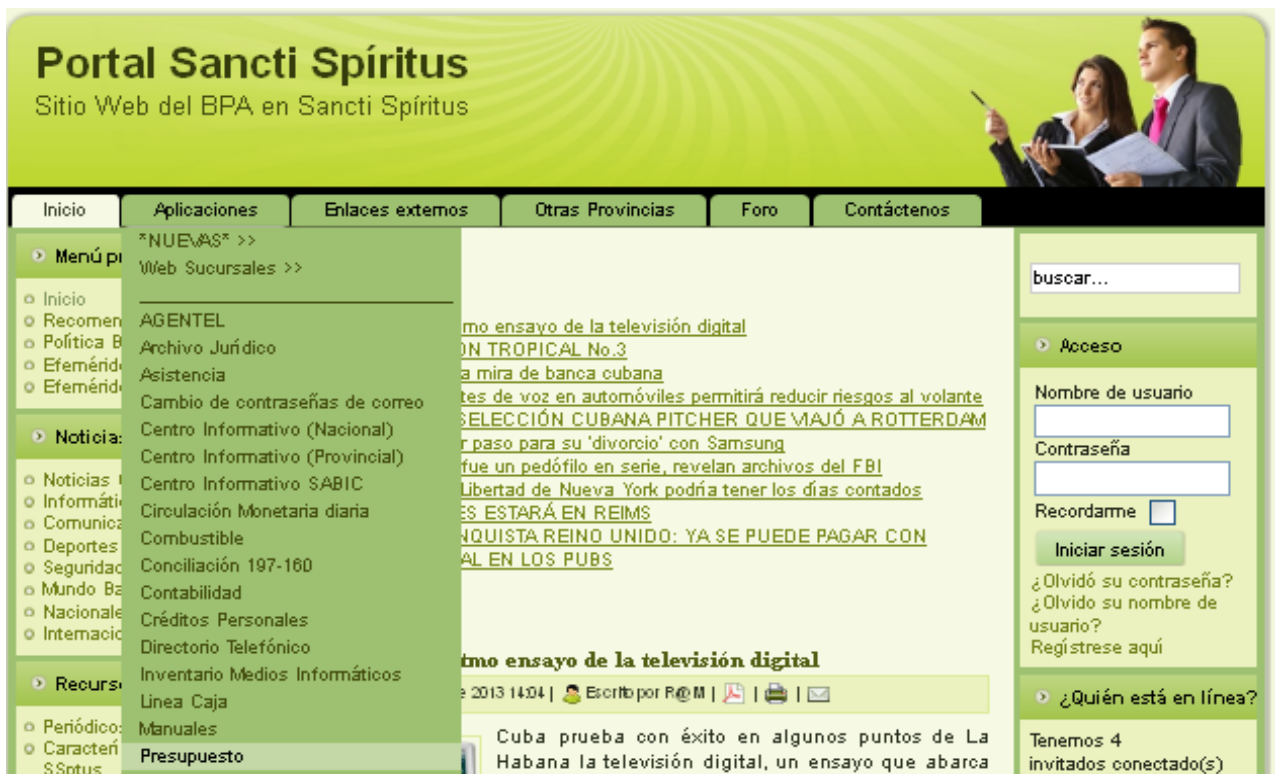 Portal Sancti Spíritus
Sitio Web del BPA en Sancti Spíritus
Inicio
Aplicaciones
Enlaces externos
Otras Provincias
Foro
Contáctenos
Menú
Inicio
Recomen
Política B
Efemérid
Efemérid
Noticia
Noticias
Informáti
Comunica
Deportes
Seguridad
Mundo Ba
Nacionale
Internacio
Recurs
Periódico
Caracterí
SSptus
*NUEVAS* >>
Web Sucursales >>
AGENTEL
Archivo Jurídico
Asistencia
Cambio de contraseñas de correo
Centro Informativo (Nacional)
Centro Informativo (Provincial)
Centro Informativo SABIC
Circulación Monetaria diaria
Combustible
Conciliación 197-160
Contabilidad
Créditos Personales
Directorio Telefónico
Inventario Medios Informáticos
Linea Caja
Manuales
Presupuesto
mo ensayo de la televisión digital
ON TROPICAL No.3
a mira de banca cubana
tes de voz en automóviles permitirá reducir riesgos al volante
SELECCIÓN CUBANA PITCHER QUE VIAJÓ A ROTTERDAM
r paso para su 'divorcio' con Samsung
fue un pedófilo en serie, revelan archivos del FBI
Libertad de Nueva York podría tener los días contados
ES ESTARÁ EN REIMS
NQUISTA REINO UNIDO: YA SE PUEDE PAGAR CON
AL EN LOS PUBS
tmo ensayo de la televisión digital
e 2013 14:04 | Escrito por R@M | | |
Cuba prueba con éxito en algunos puntos de La
Habana la televisión digital, un ensayo que abarca
buscar...
Acceso
Nombre de usuario
Contraseña
Recordarme
Iniciar sesión
¿Olvidó su contraseña?
¿Olvido su nombre de
usuario?
Regístrese aquí
¿Quién está en línea?
Tenemos 4
invitados conectado(s)